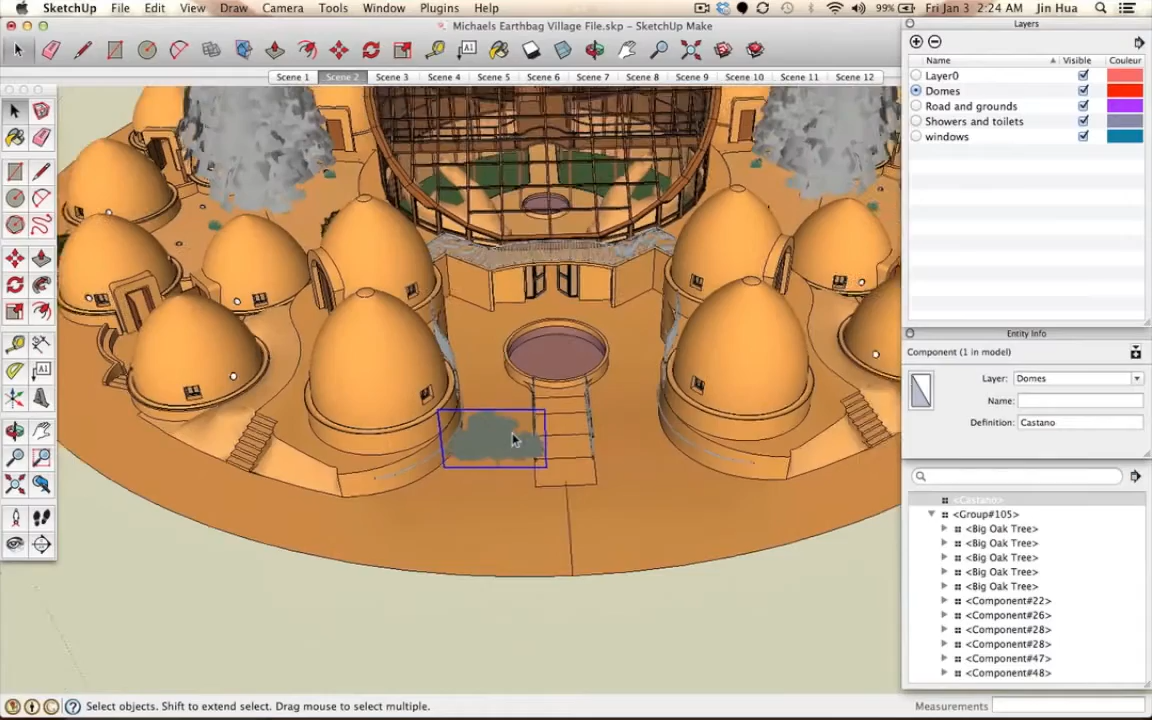 SketchUp File Edit View Draw Camera Tools Window Plugins Help 99% Fri Jan 3 2:24 AM Jin Hua
Michaels Earthbag Village File.skp - SketchUp Make
Layers
A1
Name Visible Couleur
Scene 1 Scene 2 Scene 3 Scene 4 Scene 5 Scene 6 Scene 7 Scene 8 Scene 9 Scene 10 Scene 11 Scene 12
Layer0
Domes
Road and grounds
Showers and toilets
windows
Entity Info
Component (1 in model)
A1
Layer: Domes
Name:
Definition: Castano
<Castano>
<Group#105>
<Big Oak Tree>
<Big Oak Tree>
<Big Oak Tree>
<Big Oak Tree>
<Big Oak Tree>
<Component#22>
<Component#26>
<Component#28>
<Component#28>
<Component#47>
<Component#48>
Select objects. Shift to extend select. Drag mouse to select multiple.
Measurements